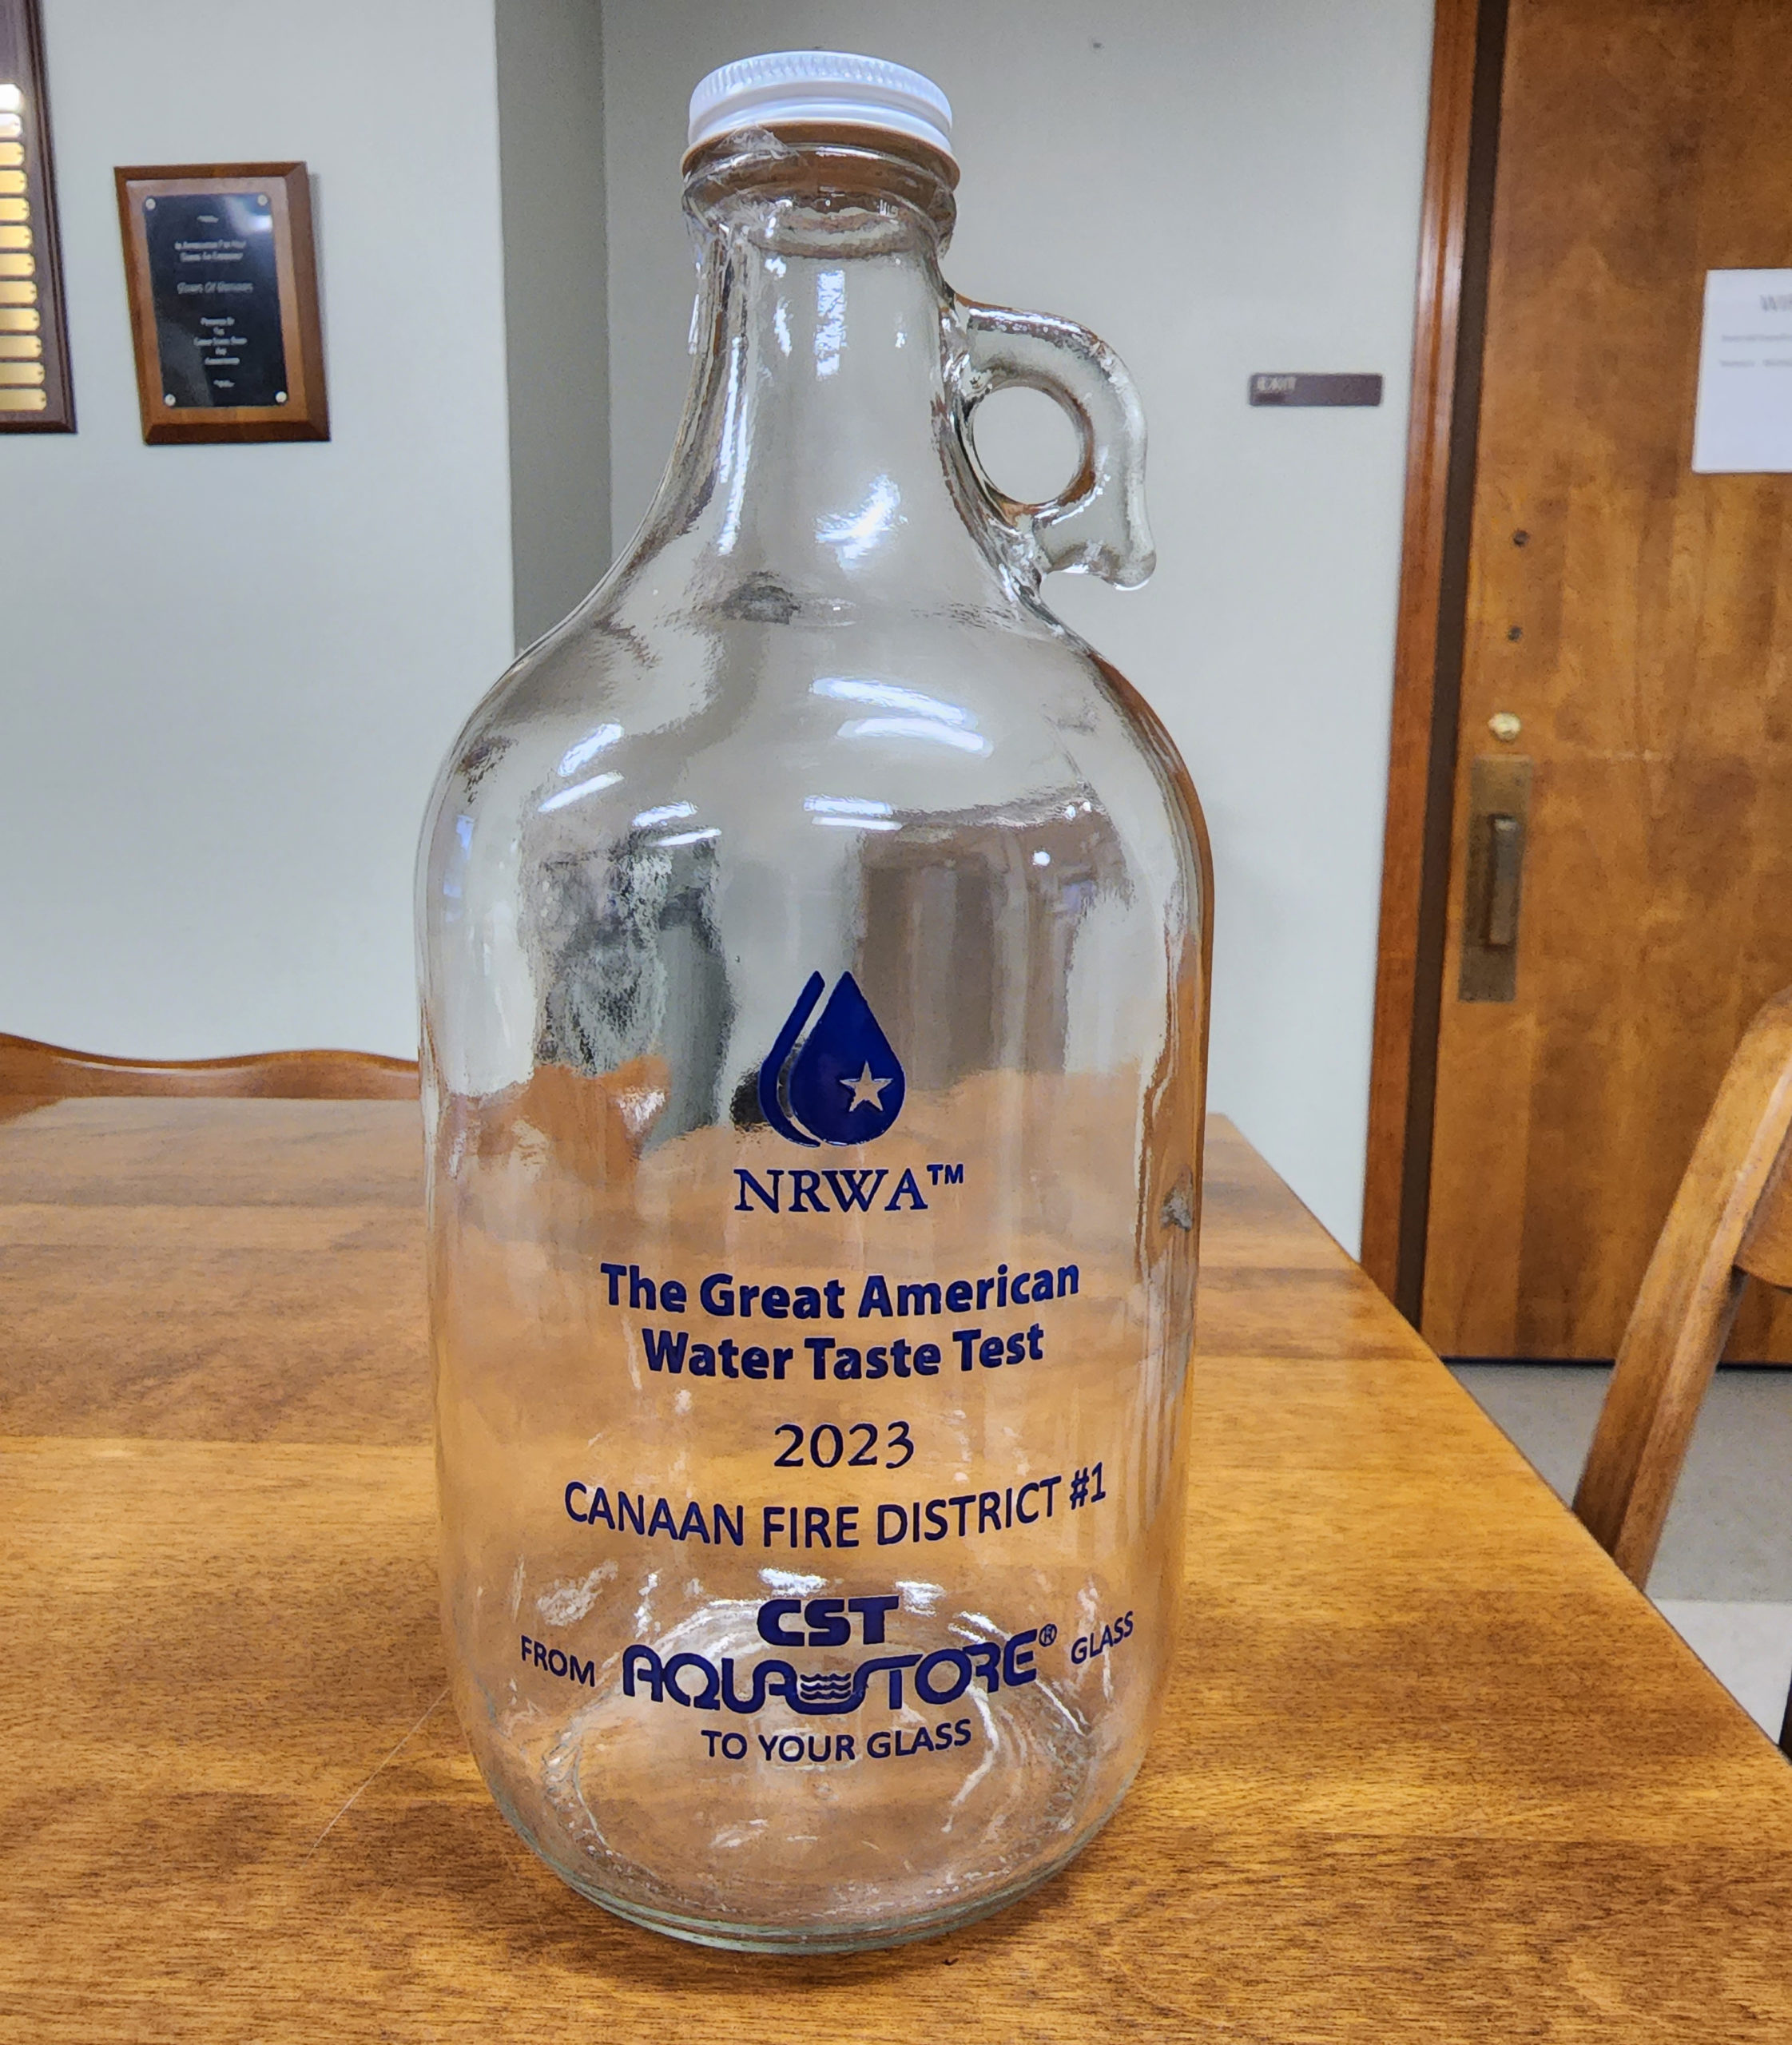 NRWA™
The Great American
Water Taste Test
2023
CANAAN FIRE DISTRICT #1
CST
FROM AQUASTORE® GLASS
TO YOUR GLASS
EXIT